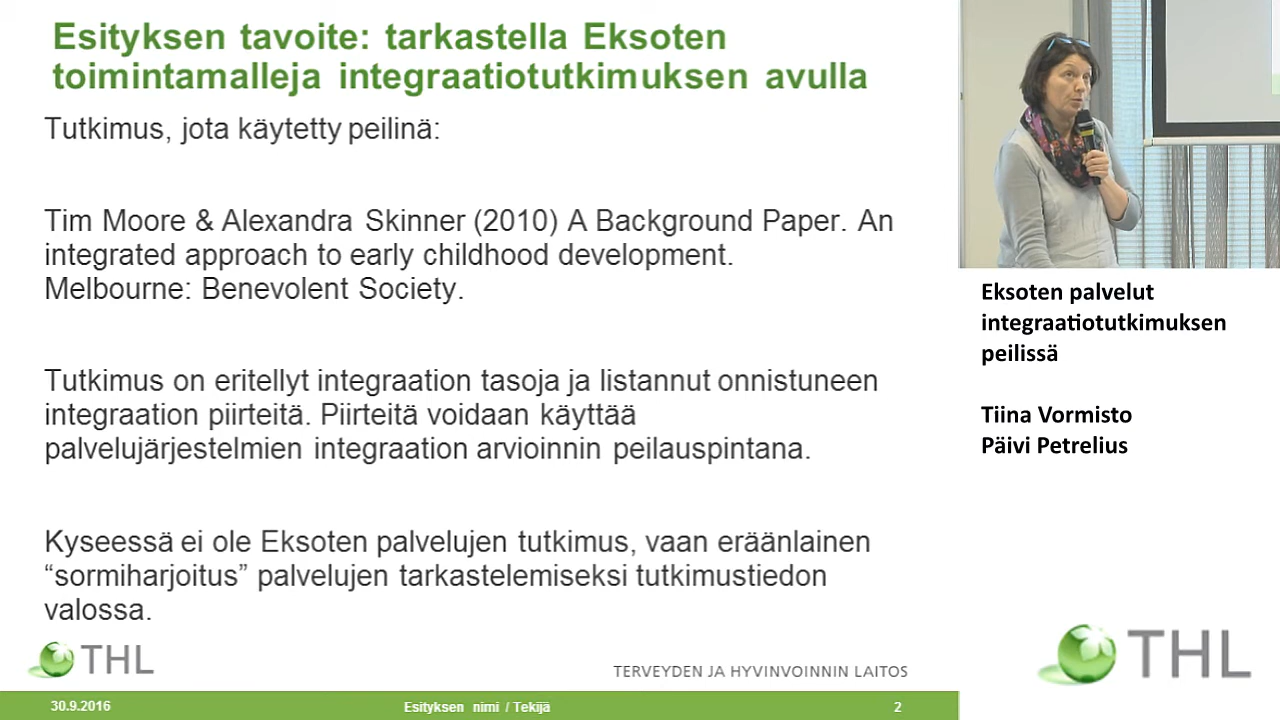 Esityksen tavoite: tarkastella Eksoten
toimintamalleja integraatiotutkimuksen avulla
Tutkimus, jota käytetty peilinä:
Tim Moore & Alexandra Skinner (2010) A Background Paper. An
integrated approach to early childhood development.
Melbourne: Benevolent Society.
Tutkimus on eritellyt integraation tasoja ja listannut onnistuneen
integraation piirteitä. Piirteitä voidaan käyttää
palvelujärjestelmien integraation arvioinnin peilauspintana.
Kyseessä ei ole Eksoten palvelujen tutkimus, vaan eräänlainen
“sormiharjoitus” palvelujen tarkastelemiseksi tutkimustiedon
valossa.
THL
TERVEYDEN JA HYVINVOINNIN LAITOS
30.9.2016
Esityksen nimi / Tekijä
2
Eksoten palvelut
integraatiotutkimuksen
peilissä
Tiina Vormisto
Päivi Petrelius
THL